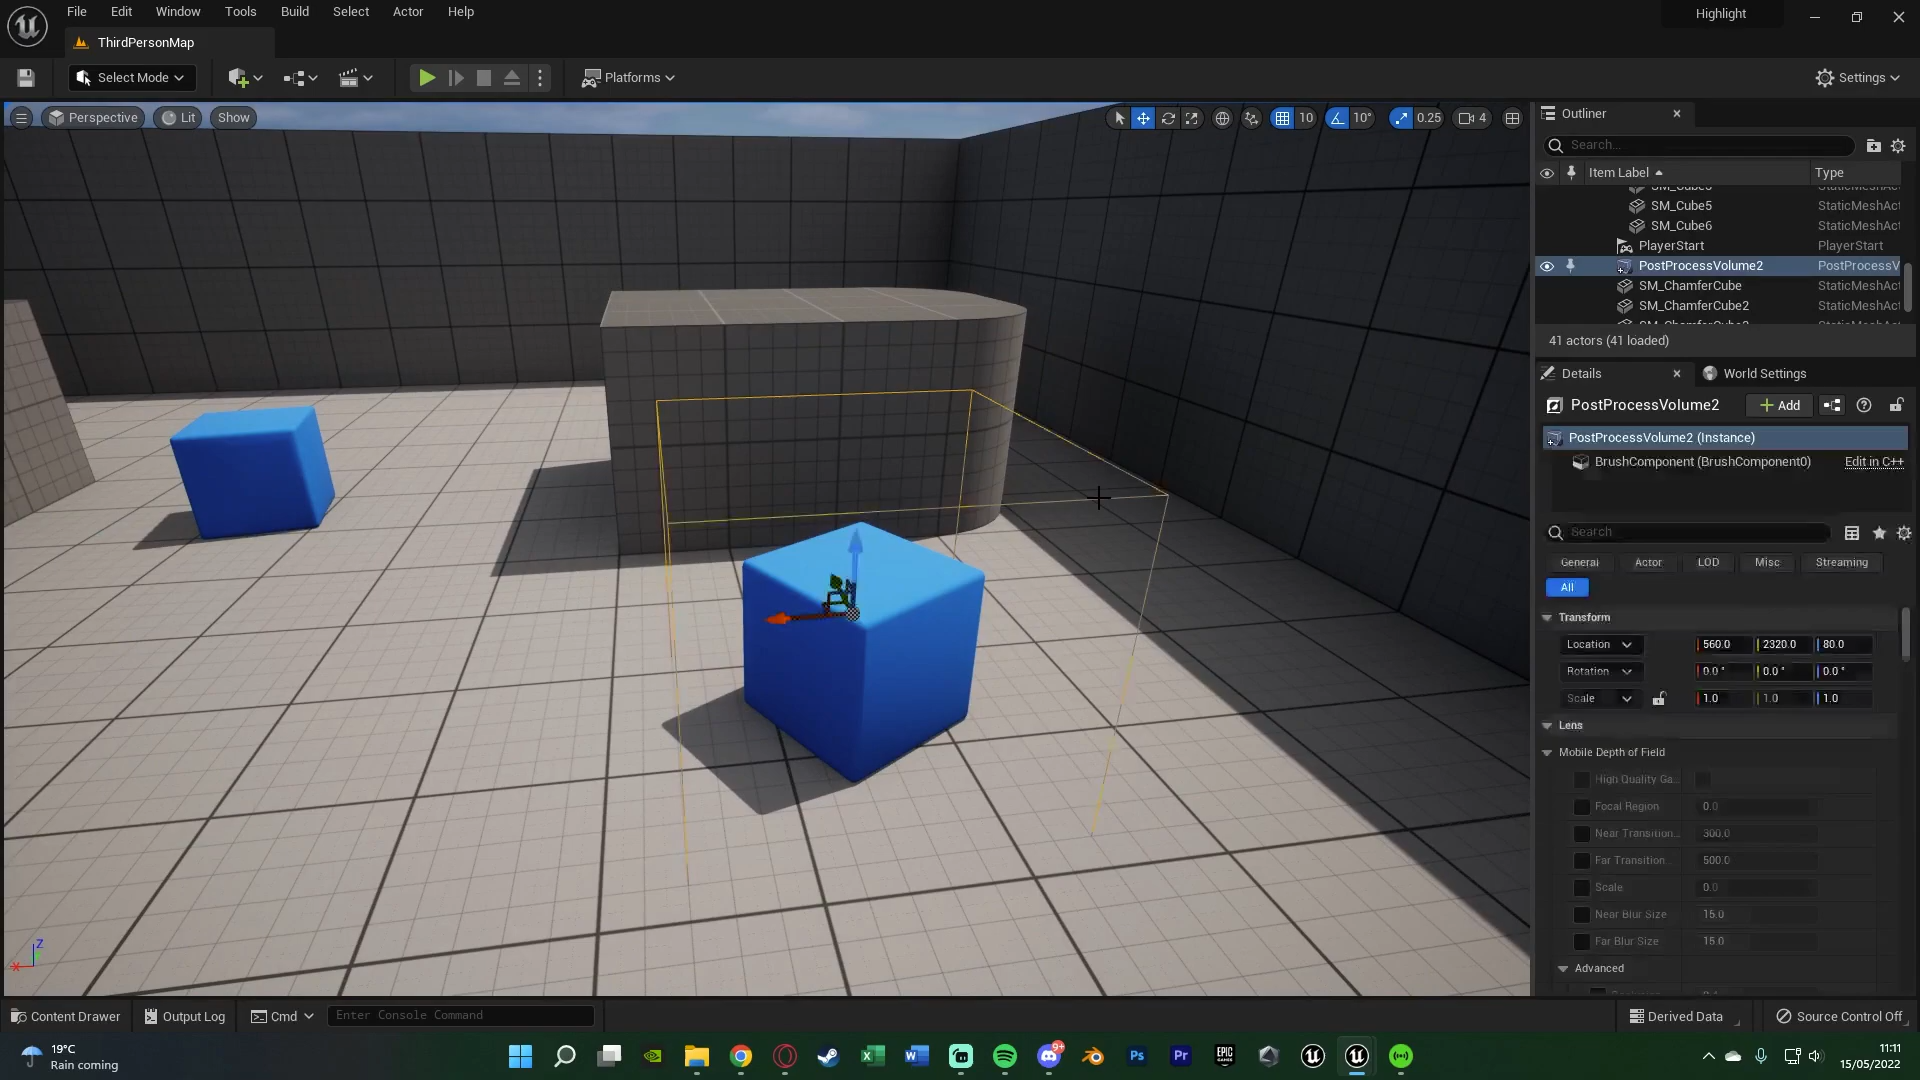 File Edit Window Tools Build Select Actor Help
Highlight
ThirdPersonMap
Select Mode
Platforms
Settings
Perspective Lit Show
10 10° 0.25 4
Outliner
Search...
Item Label Type
SM_Cube5 StaticMeshAct
SM_Cube6 StaticMeshAct
PlayerStart PlayerStart
PostProcessVolume2 PostProcessV
SM_ChamferCube StaticMeshAct
SM_ChamferCube2 StaticMeshAct
41 actors (41 loaded)
Details World Settings
PostProcessVolume2 Add
PostProcessVolume2 (Instance)
BrushComponent (BrushComponent0) Edit in C++
Search
General Actor LOD Misc Streaming
All
Transform
Location 560.0 2320.0 80.0
Rotation 0.0° 0.0° 0.0°
Scale 1.0 1.0 1.0
Lens
Mobile Depth of Field
High Quality Ga...
Focal Region 0.0
Near Transition... 300.0
Far Transition 500.0
Scale 0.0
Near Blur Size 15.0
Far Blur Size 15.0
Advanced
Z
X
Content Drawer Output Log Cmd Enter Console Command
Derived Data Source Control Off
19°C
Rain coming
9+
Ps
Pr
EPIC GAMES
11:11
15/05/2022